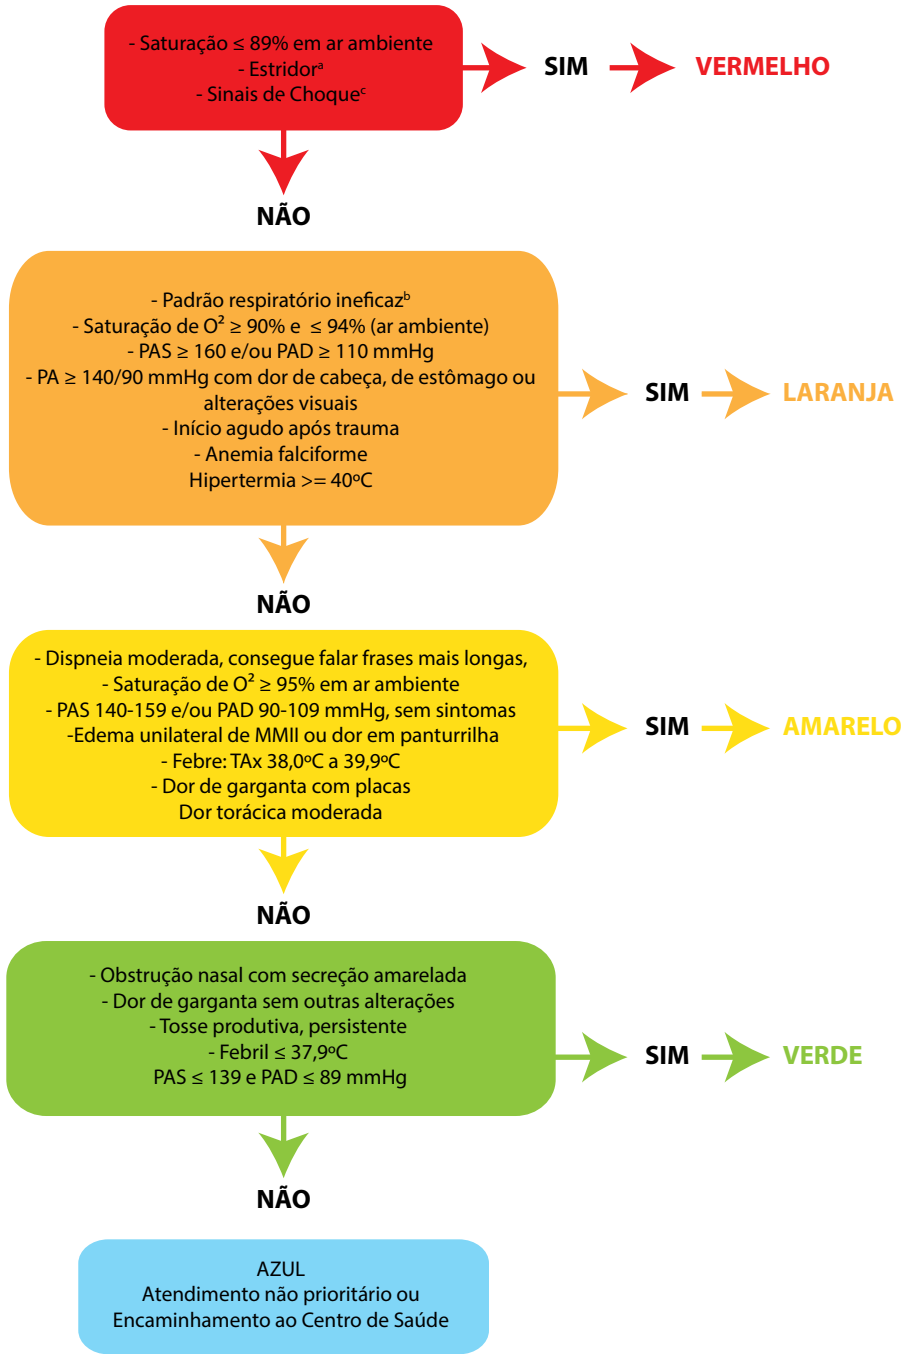 - Saturação ≤ 89% em ar ambiente
- Estridorª
- Sinais de Choqueᶜ
SIM
VERMELHO
NÃO
- Padrão respiratório ineficazᵇ
- Saturação de O² ≥ 90% e ≤ 94% (ar ambiente)
- PAS ≥ 160 e/ou PAD ≥ 110 mmHg
- PA ≥ 140/90 mmHg com dor de cabeça, de estômago ou
alterações visuais
- Início agudo após trauma
- Anemia falciforme
Hipertermia >= 40ºC
SIM
LARANJA
NÃO
- Dispneia moderada, consegue falar frases mais longas,
- Saturação de O² ≥ 95% em ar ambiente
- PAS 140-159 e/ou PAD 90-109 mmHg, sem sintomas
-Edema unilateral de MMII ou dor em panturrilha
- Febre: TAx 38,0ºC a 39,9ºC
- Dor de garganta com placas
Dor torácica moderada
SIM
AMARELO
NÃO
- Obstrução nasal com secreção amarelada
- Dor de garganta sem outras alterações
- Tosse produtiva, persistente
- Febril ≤ 37,9ºC
PAS ≤ 139 e PAD ≤ 89 mmHg
SIM
VERDE
NÃO
AZUL
Atendimento não prioritário ou
Encaminhamento ao Centro de Saúde